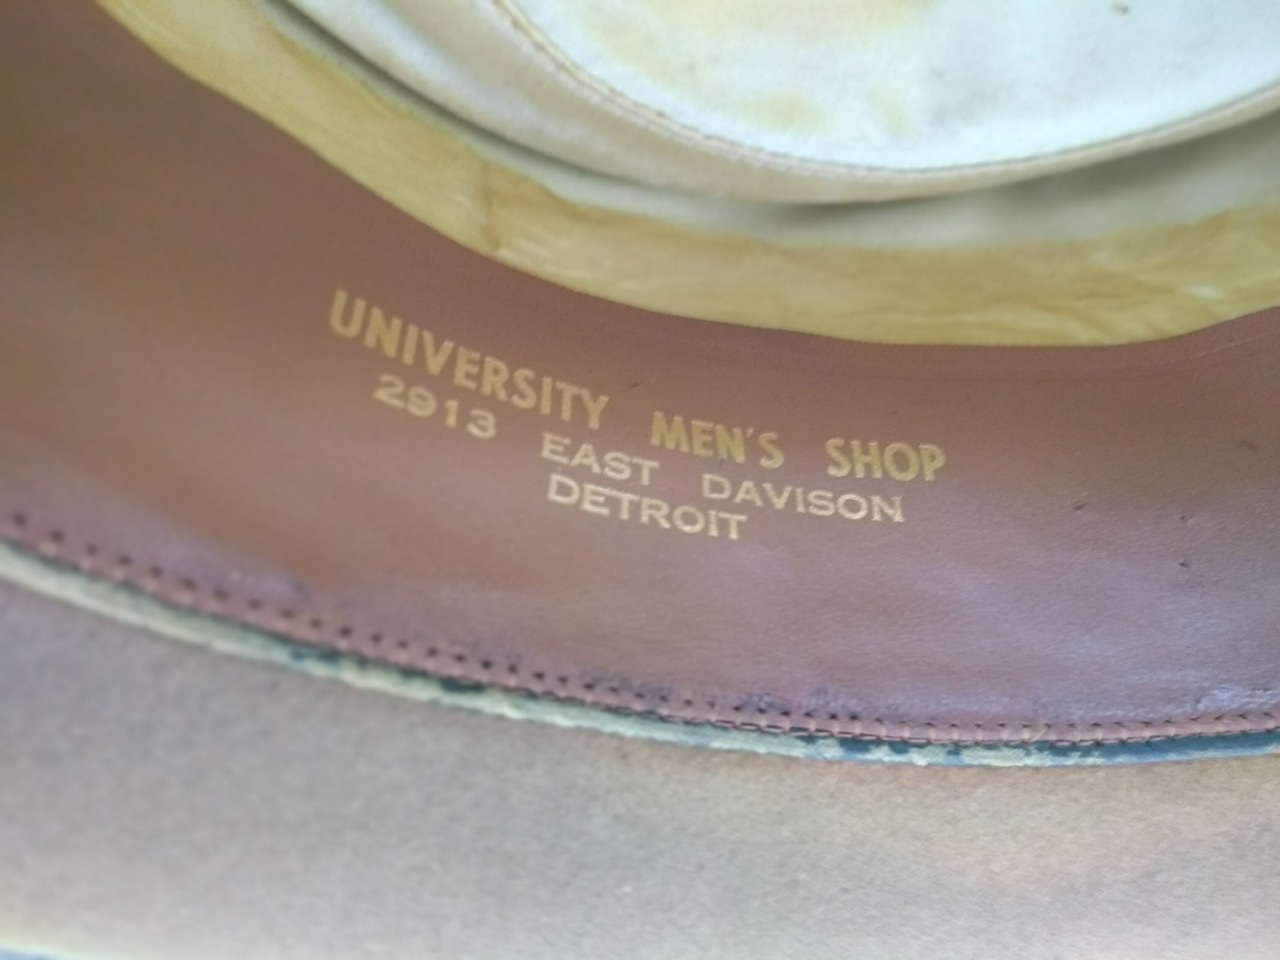 UNIVERSITY MEN'S SHOP
2913 EAST DAVISON
DETROIT